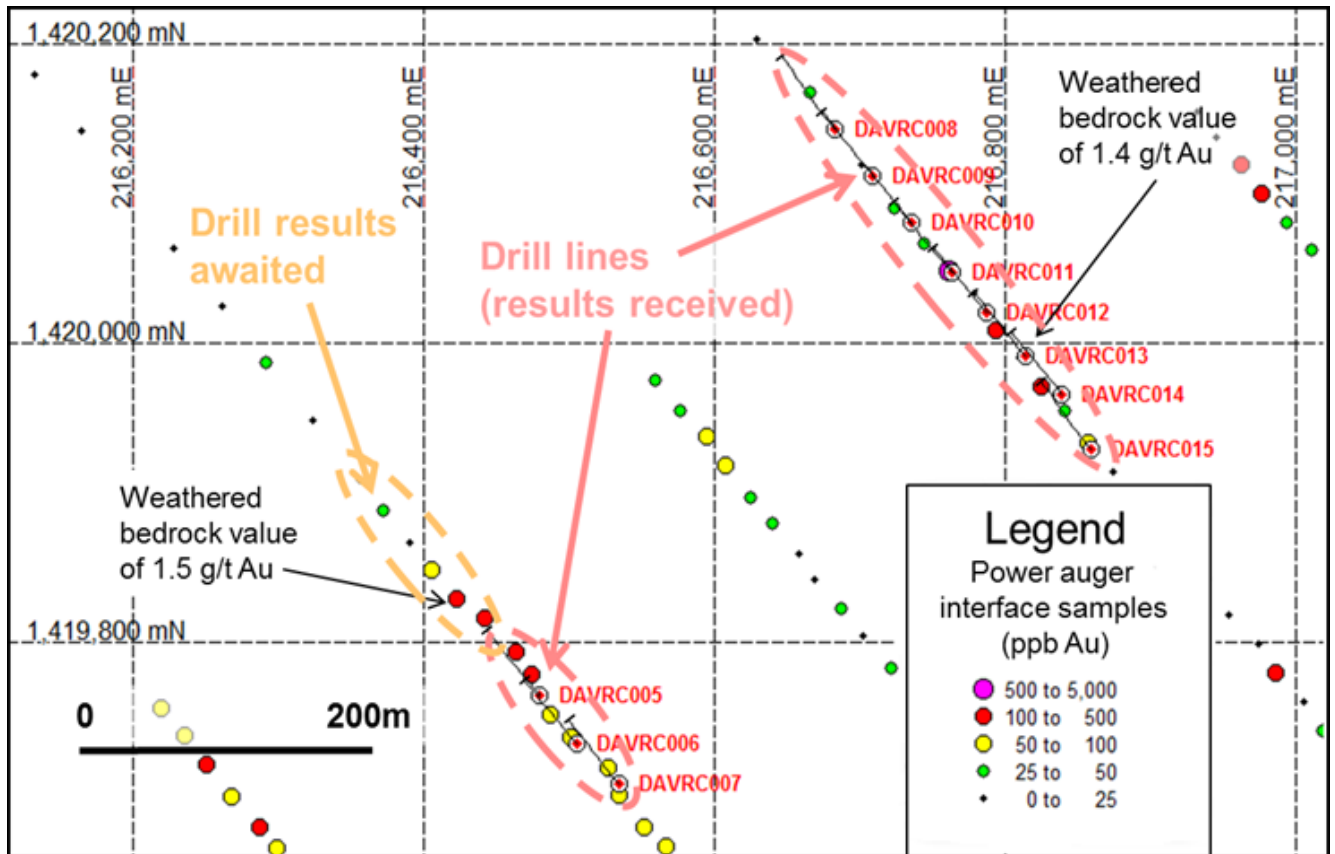 1,420,200 mN
216,200 mE
216,400 mE
216,600 mE
216,800 mE
217,000 mE
Weathered
bedrock value
of 1.4 g/t Au
DAVRC008
DAVRC009
DAVRC010
DAVRC011
DAVRC012
DAVRC013
DAVRC014
DAVRC015
Drill results
awaited
Drill lines
(results received)
1,420,000 mN
Weathered
bedrock value
of 1.5 g/t Au
1,419,800 mN
DAVRC005
DAVRC006
DAVRC007
0 200m
Legend
Power auger
interface samples
(ppb Au)
500 to 5,000
100 to 500
50 to 100
25 to 50
0 to 25